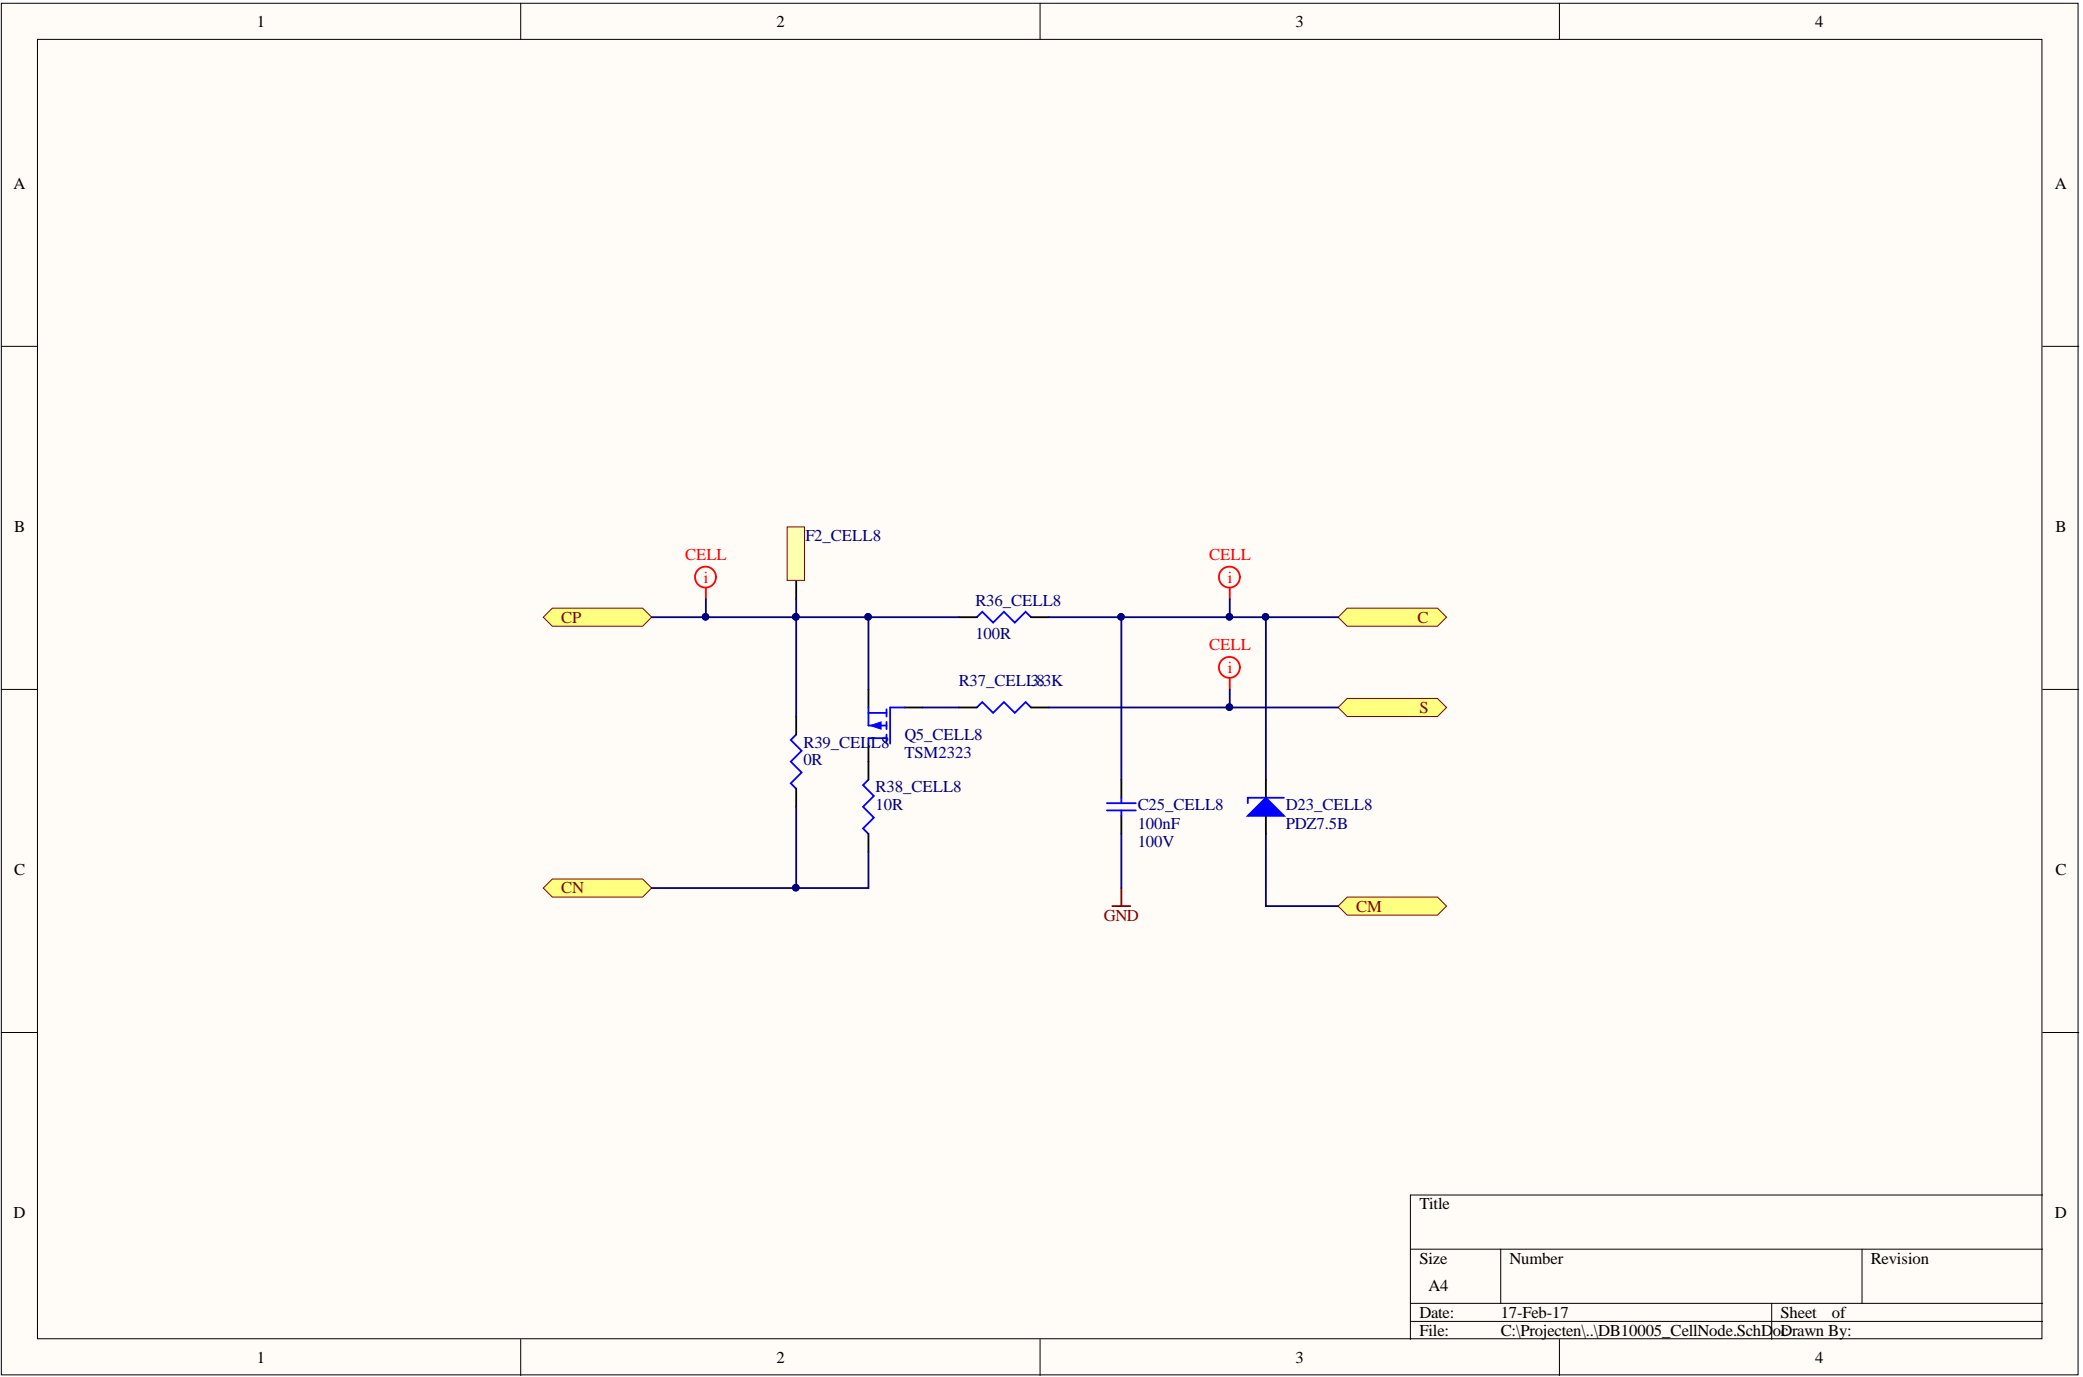 1 2 3 4
A A
B B
C C
D D
F2_CELL8
CELL
CELL
R36_CELL8
CP
C
100R
CELL
R37_CELL8
3.3K
S
Q5_CELL8
TSM2323
R39_CELL8
0R
R38_CELL8
10R
C25_CELL8
100nF
100V
D23_CELL8
PDZ7.5B
CN
CM
GND
i
i
i
Title
Size Number Revision
A4
Date: 17-Feb-17 Sheet of
File: C:\Projecten\..\DB10005_CellNode.SchDoc Drawn By:
1 2 3 4